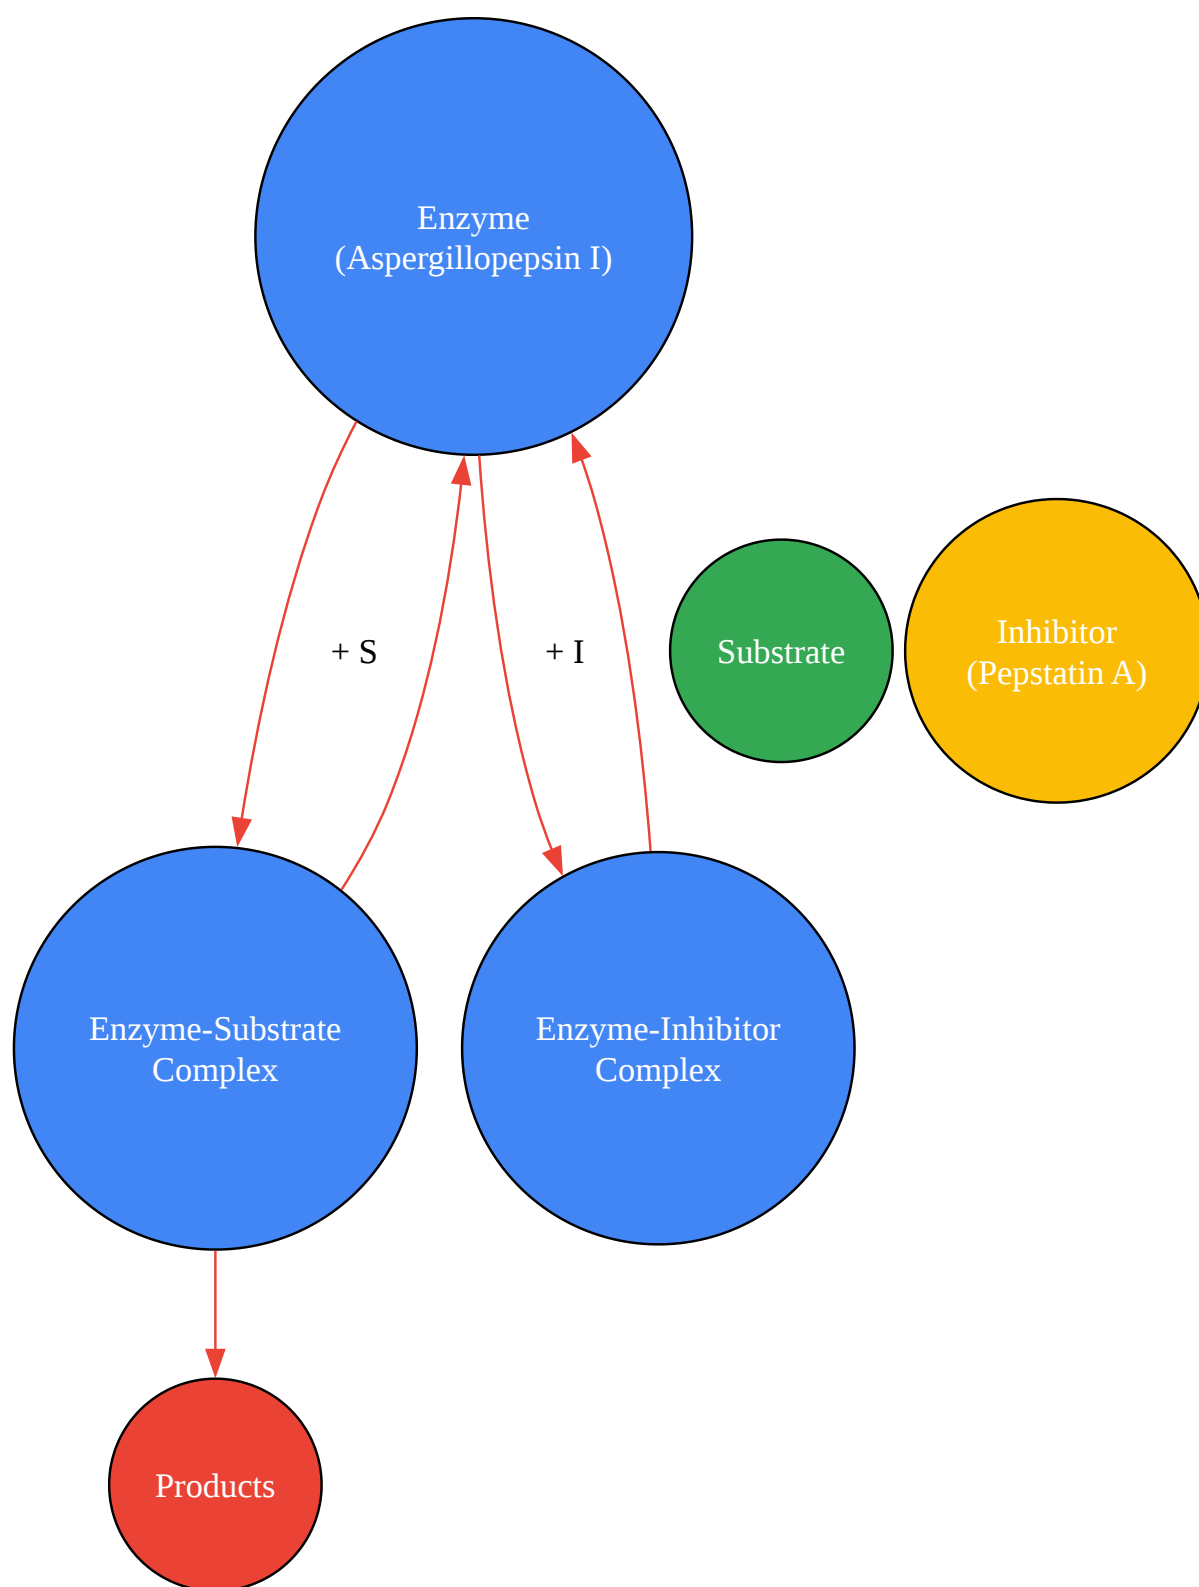 Enzyme
(Aspergillopepsin I)
+ S
+ I
Substrate
Inhibitor
(Pepstatin A)
Enzyme-Substrate
Complex
Enzyme-Inhibitor
Complex
Products